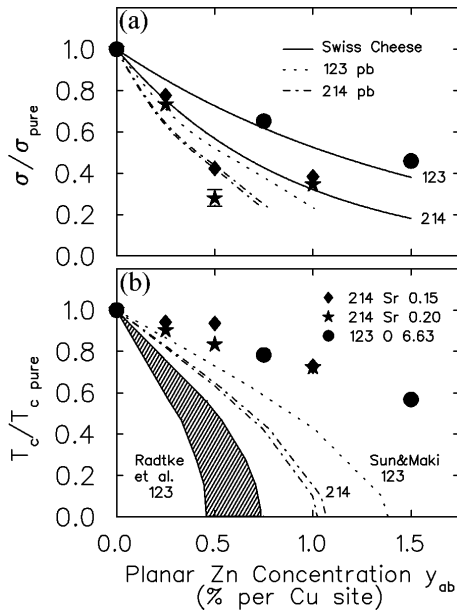 (a)
Swiss Cheese
123 pb
214 pb
1.0
0.8
0.6
0.4
0.2
0.0
σ/σpure
123
214
(b)
214 Sr 0.15
214 Sr 0.20
123 O 6.63
1.0
0.8
0.6
0.4
0.2
0.0
Tc/Tc pure
Radtke
et al.
123
214
Sun&Maki
123
0.0 0.5 1.0 1.5
Planar Zn Concentration yab
(% per Cu site)